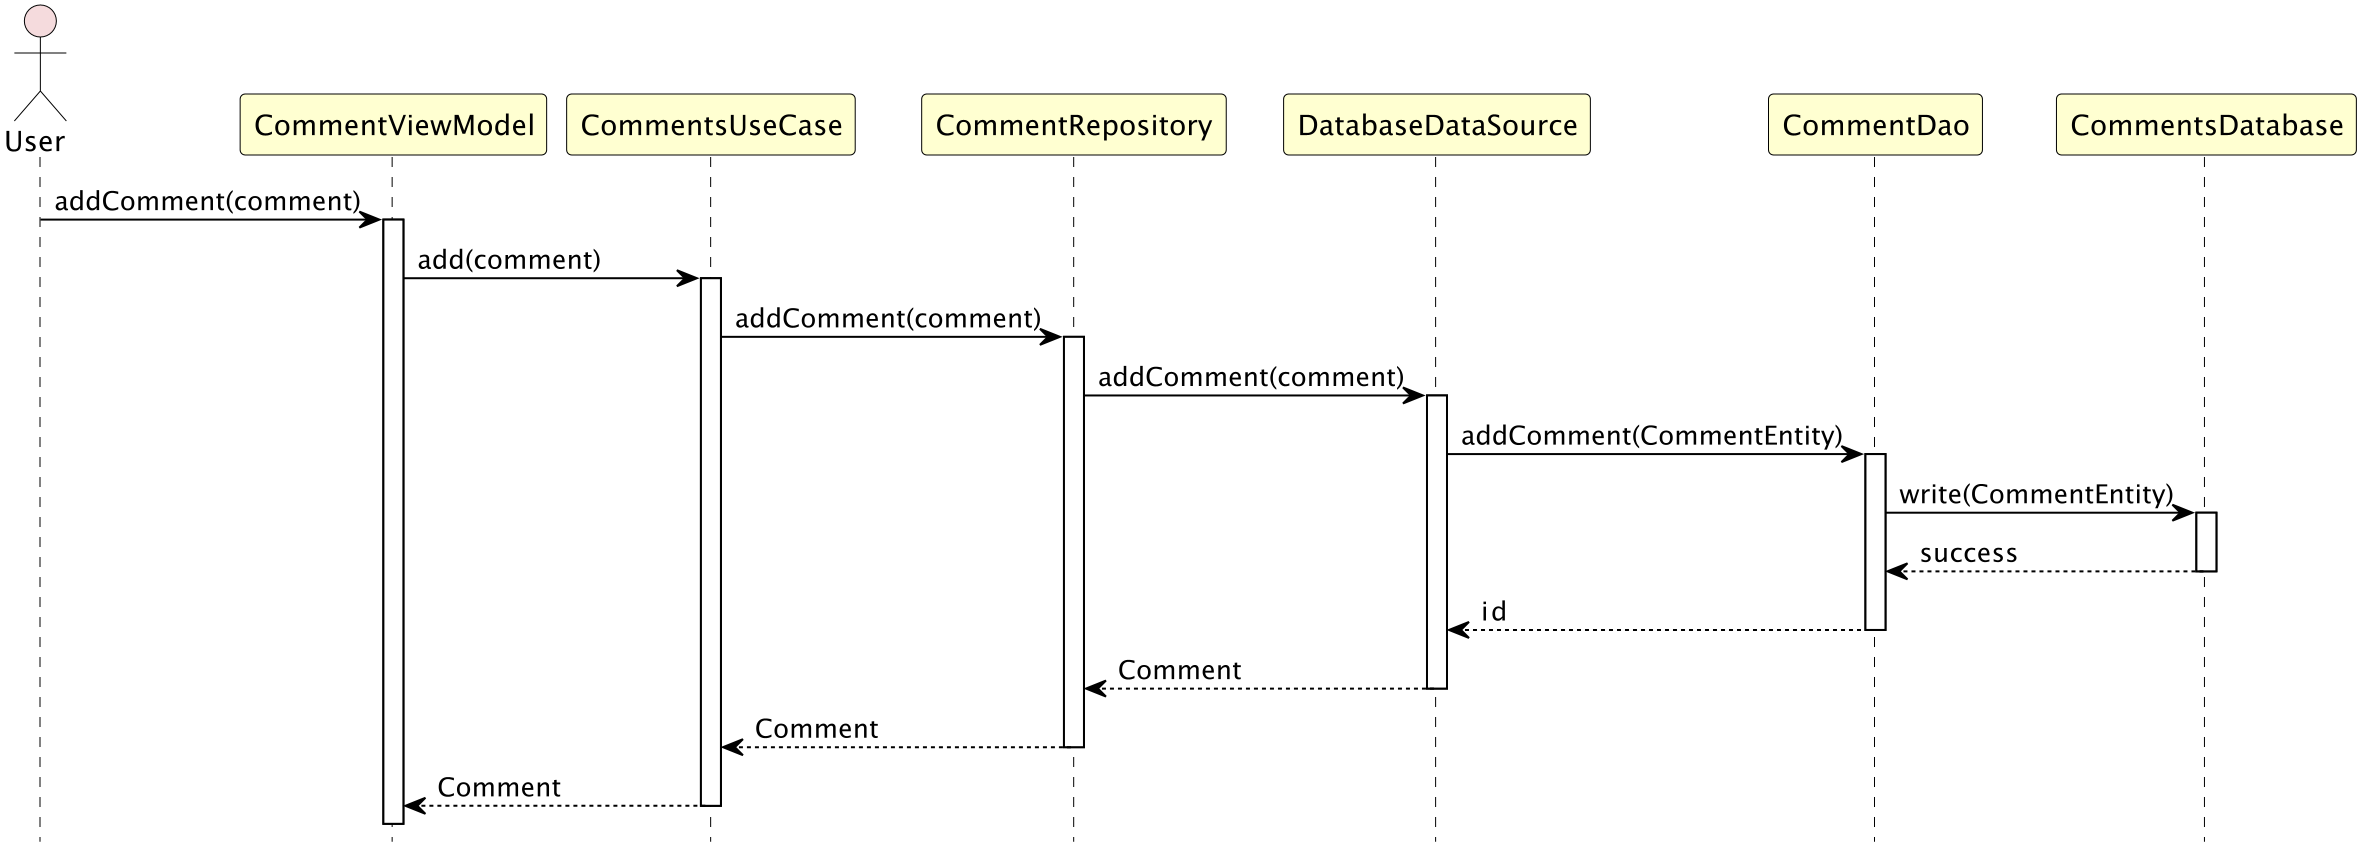 User
CommentViewModel
CommentsUseCase
CommentRepository
DatabaseDataSource
CommentDao
CommentsDatabase
addComment(comment)
add(comment)
addComment(comment)
addComment(comment)
addComment(CommentEntity)
write(CommentEntity)
success
id
Comment
Comment
Comment